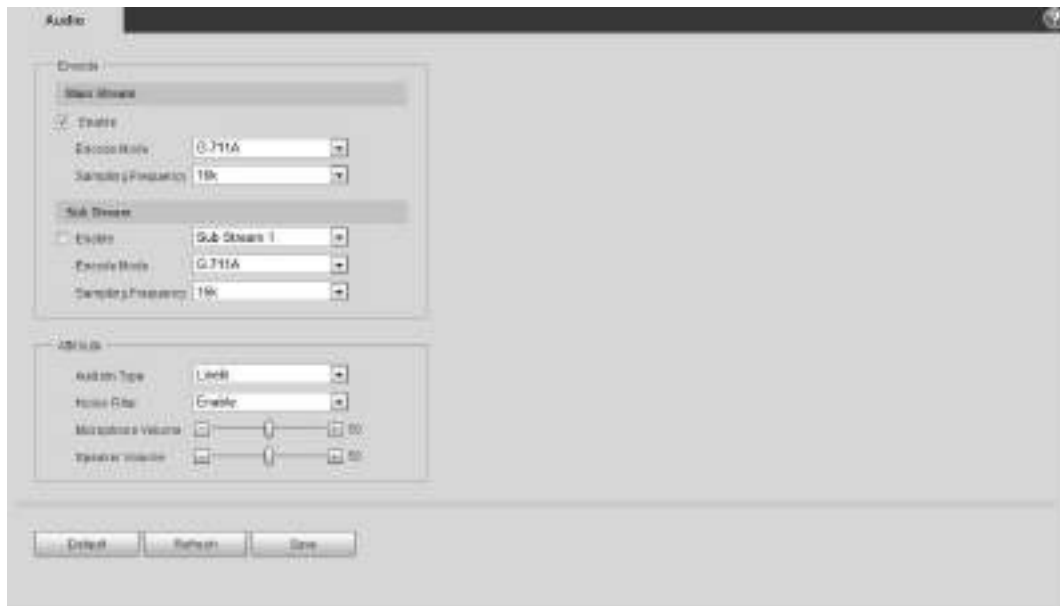 Audio
Encode
Main Stream
Enable
Encode Mode G.711A
Sampling Frequency 16k
Sub Stream
Enable Sub Stream 1
Encode Mode G.711A
Sampling Frequency 16k
Attribute
AudioIn Type LineIn
Noise Filter Enable
Microphone Volume 50
Speaker Volume 50
Default Refresh Save